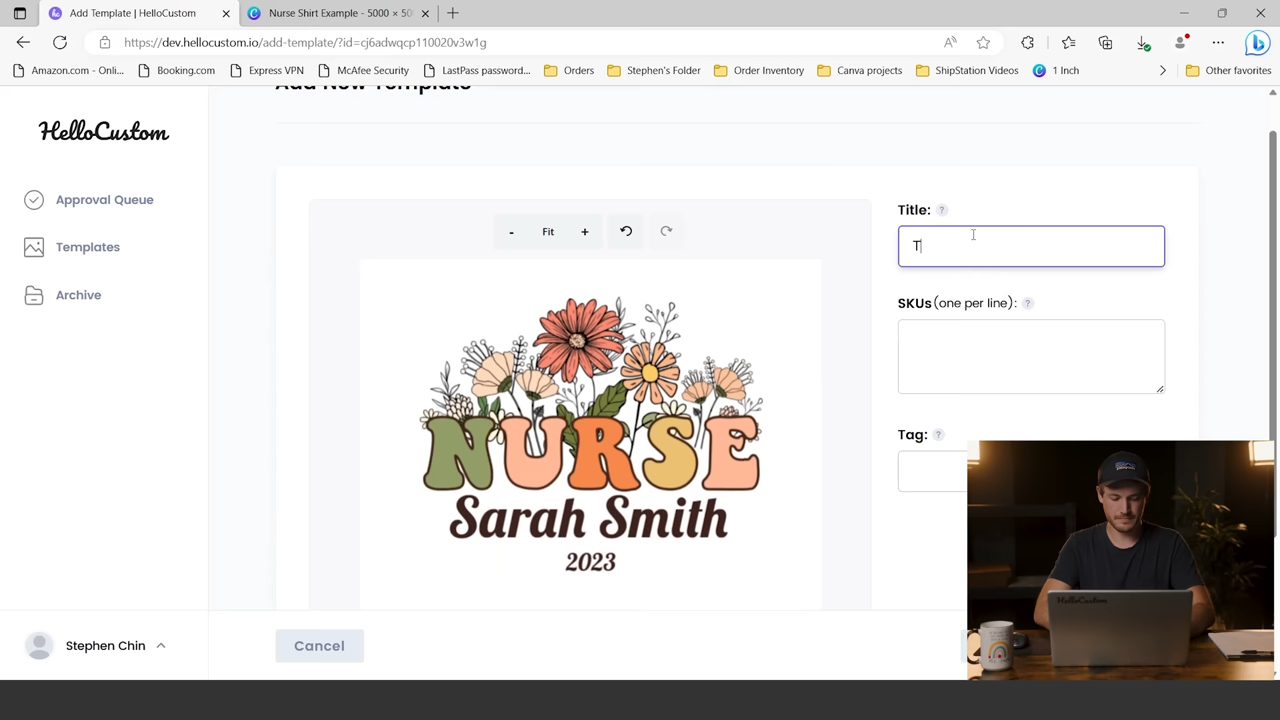 Add Template | HelloCustom
Nurse Shirt Example - 5000 × 50
https://dev.hellocustom.io/add-template/?id=cj6adwqcp110020v3w1g
Amazon.com - Onli...
Booking.com
Express VPN
McAfee Security
LastPass password...
Orders
Stephen's Folder
Order Inventory
Canva projects
ShipStation Videos
1 Inch
Other favorites
Add New Template
HelloCustom
Approval Queue
Templates
Archive
- Fit +
Title: ?
T
SKUs (one per line): ?
Tag: ?
NURSE
Sarah Smith
2023
HelloCustom
Stephen Chin
Cancel